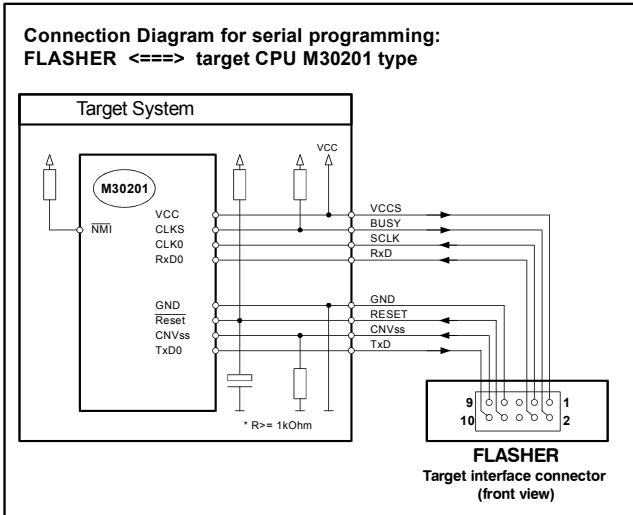 Connection Diagram for serial programming:
FLASHER <===> target CPU M30201 type
Target System
VCC
M30201
NMI
VCC
CLKS
CLK0
RxD0
GND
Reset
CNVss
TxD0
VCCS
BUSY
SCLK
RxD
GND
RESET
CNVss
TxD
* R>= 1kOhm
9
1
10
2
FLASHER
Target interface connector
(front view)